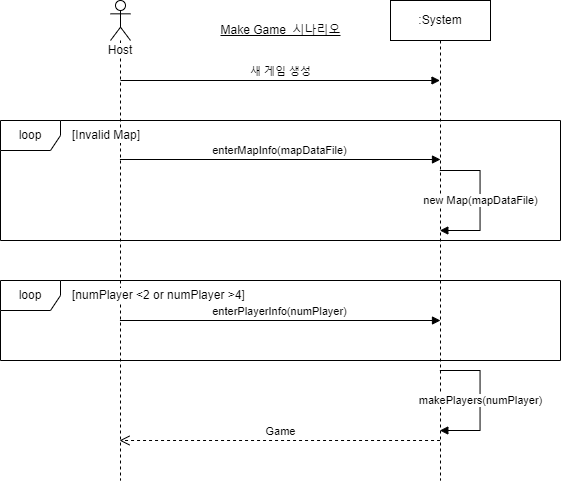 Make Game 시나리오
:System
Host
새 게임 생성
loop
[Invalid Map]
enterMapInfo(mapDataFile)
new Map(mapDataFile)
loop
[numPlayer <2 or numPlayer >4]
enterPlayerInfo(numPlayer)
makePlayers(numPlayer)
Game